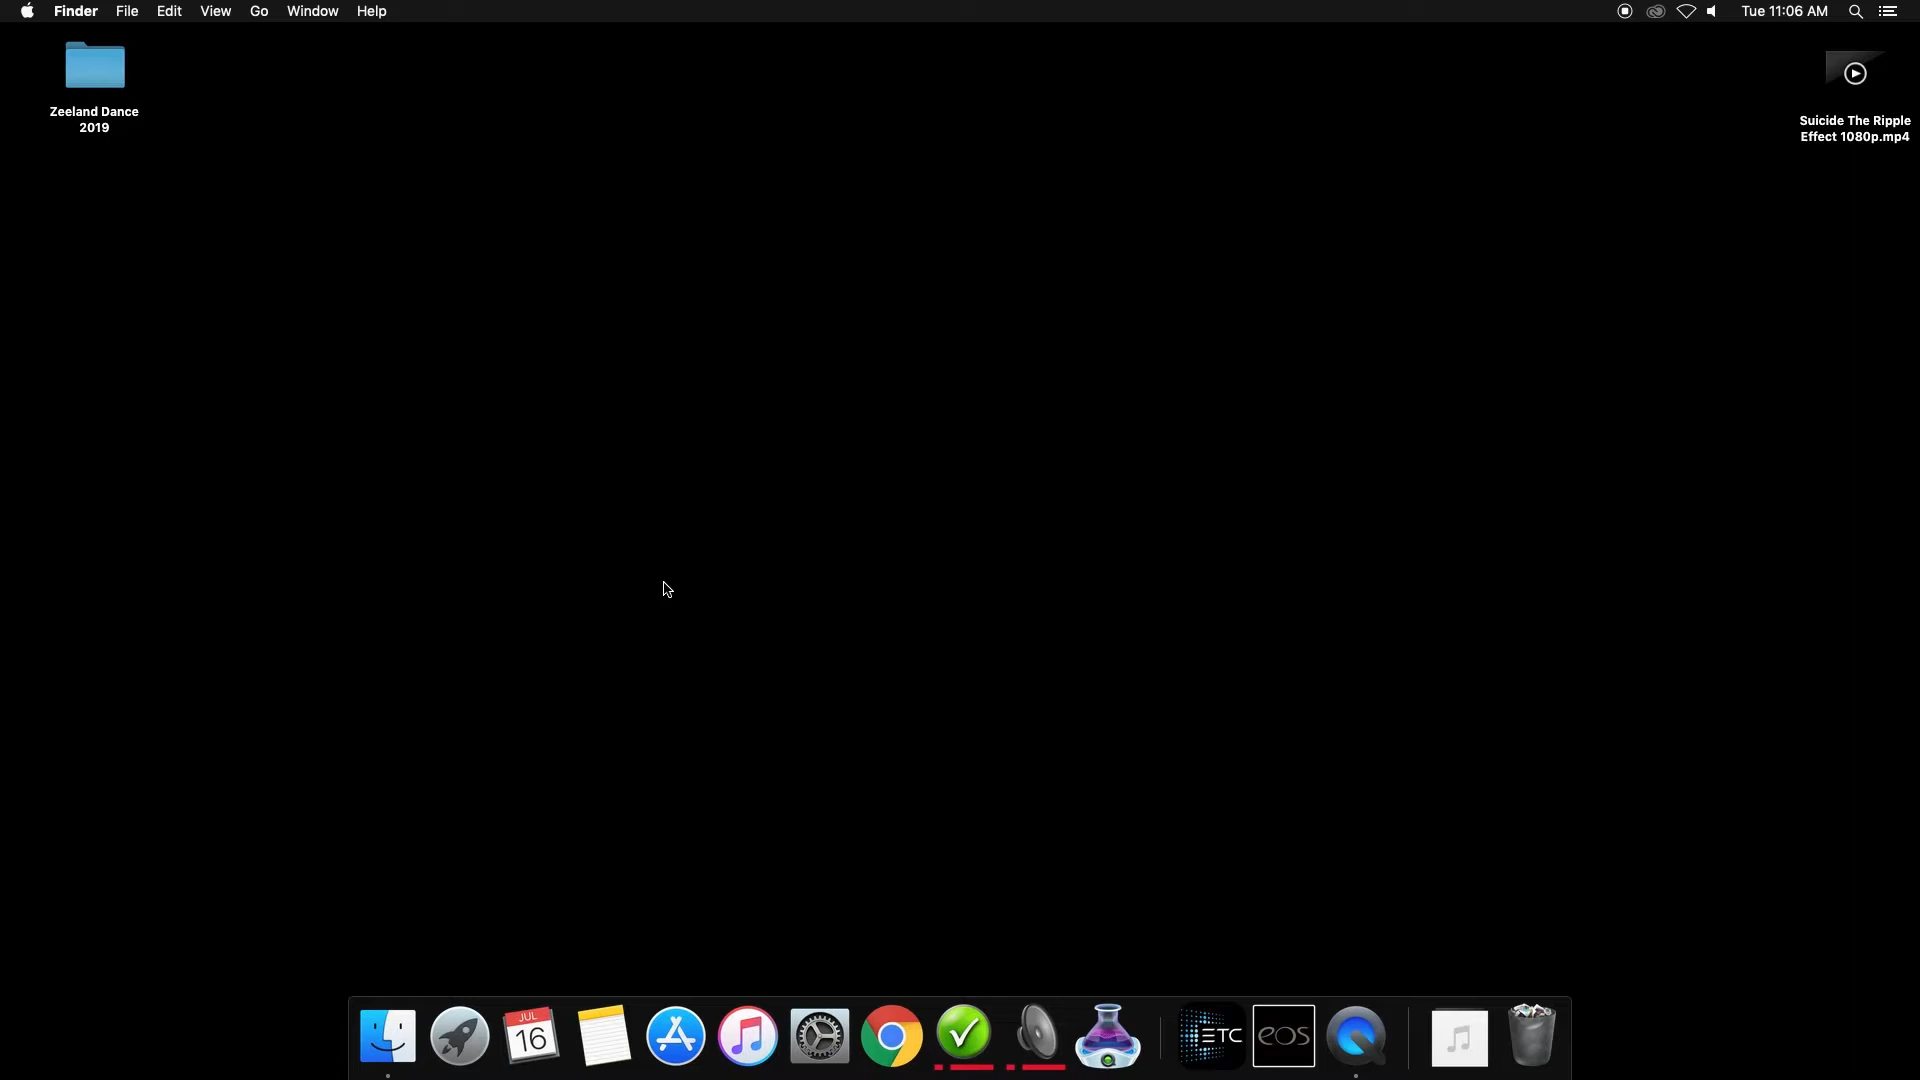 Finder File Edit View Go Window Help Tue 11:06 AM
Zeeland Dance
2019
Suicide The Ripple
Effect 1080p.mp4
JUL
16
ETC
eos